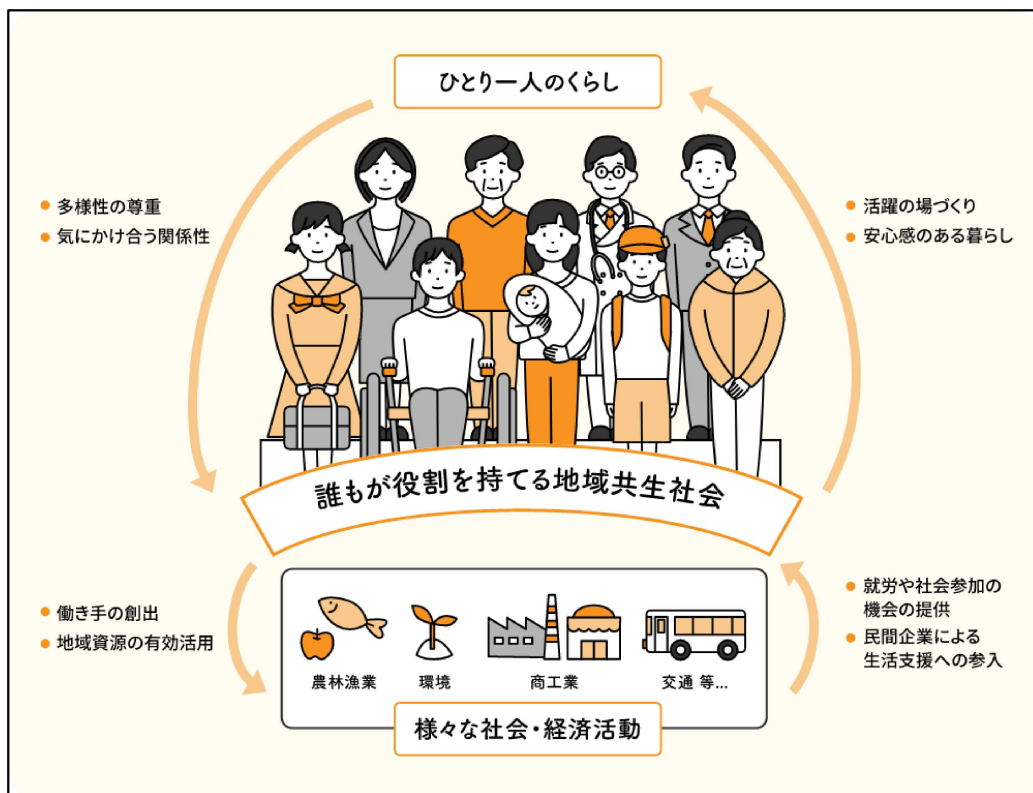 ひとり一人のくらし
● 多様性の尊重
● 気にかけ合う関係性
● 活躍の場づくり
● 安心感のある暮らし
誰もが役割を持てる地域共生社会
● 働き手の創出
● 地域資源の有効活用
● 就労や社会参加の
機会の提供
● 民間企業による
生活支援への参入
農林漁業
環境
商工業
交通 等...
様々な社会・経済活動